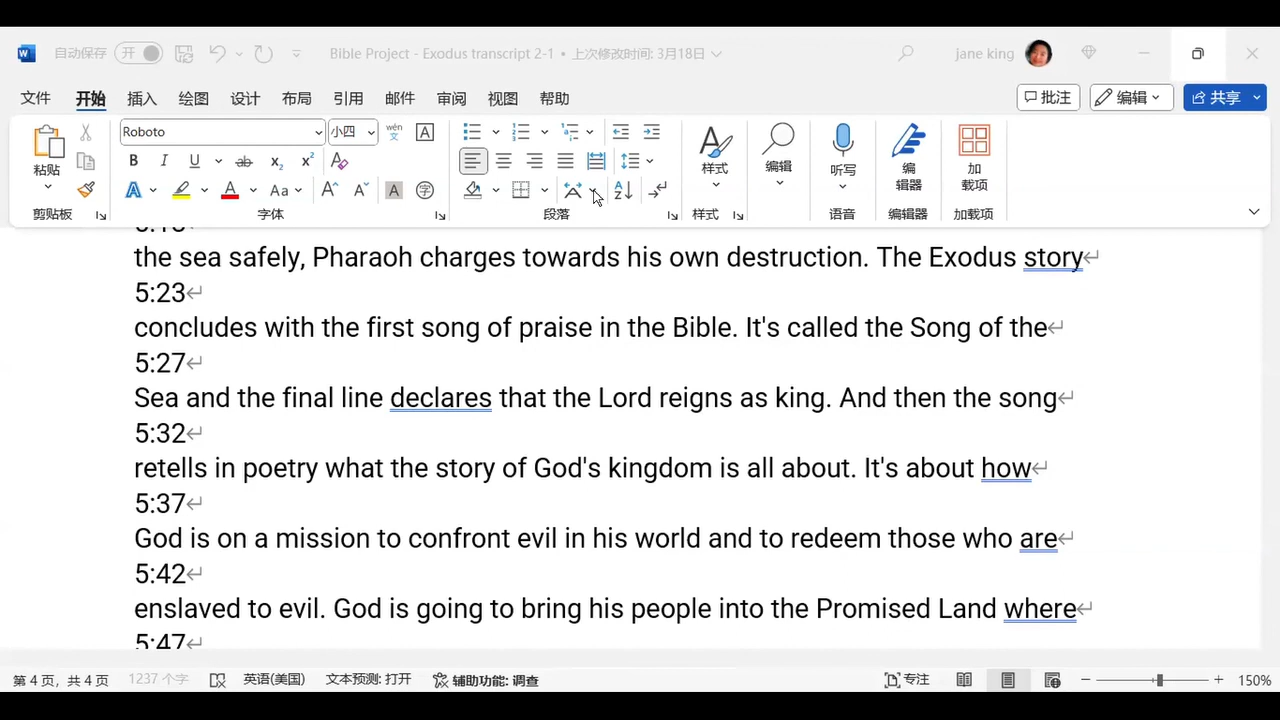 自动保存 开 Bible Project - Exodus transcript 2-1 • 上次修改时间: 3月18日 jane king
文件 开始 插入 绘图 设计 布局 引用 邮件 审阅 视图 帮助 批注 编辑 共享
粘贴 Roboto 小四 wén 文 A 样式 编辑 听写 编辑器 加载项
B I U ab x₂ x² A
A A Aa A A A 字 A Z
剪贴板 字体 段落 样式 语音 编辑器 加载项
the sea safely, Pharaoh charges towards his own destruction. The Exodus story
5:23
concludes with the first song of praise in the Bible. It's called the Song of the
5:27
Sea and the final line declares that the Lord reigns as king. And then the song
5:32
retells in poetry what the story of God's kingdom is all about. It's about how
5:37
God is on a mission to confront evil in his world and to redeem those who are
5:42
enslaved to evil. God is going to bring his people into the Promised Land where
5:47
第 4 页，共 4 页 1237 个字 英语(美国) 文本预测: 打开 辅助功能: 调查 专注 150%